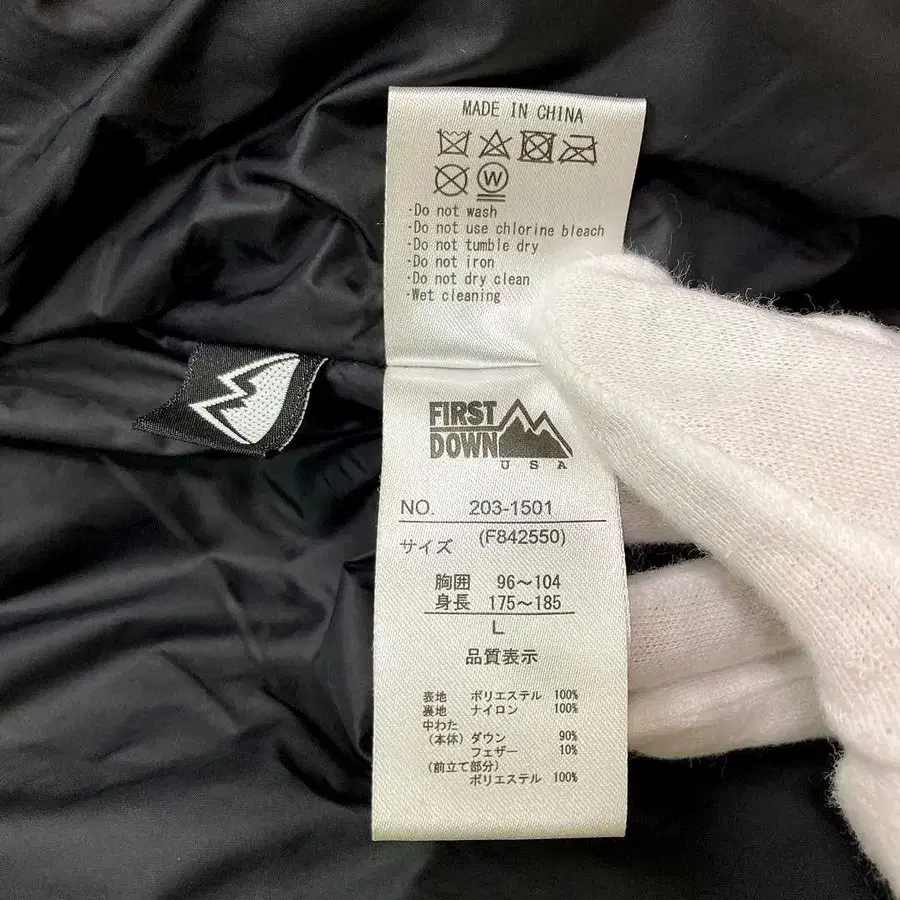 MADE IN CHINA
W
·Do not wash
·Do not use chlorine bleach
·Do not tumble dry
·Do not iron
·Do not dry clean
·Wet cleaning
FIRST
DOWN
USA
NO. 203-1501
サイズ (F842550)
胸囲 96～104
身長 175～185
L
品質表示
表地 ポリエステル 100%
裏地 ナイロン 100%
中わた
(本体) ダウン 90%
フェザー 10%
(前立て部分)
ポリエステル 100%